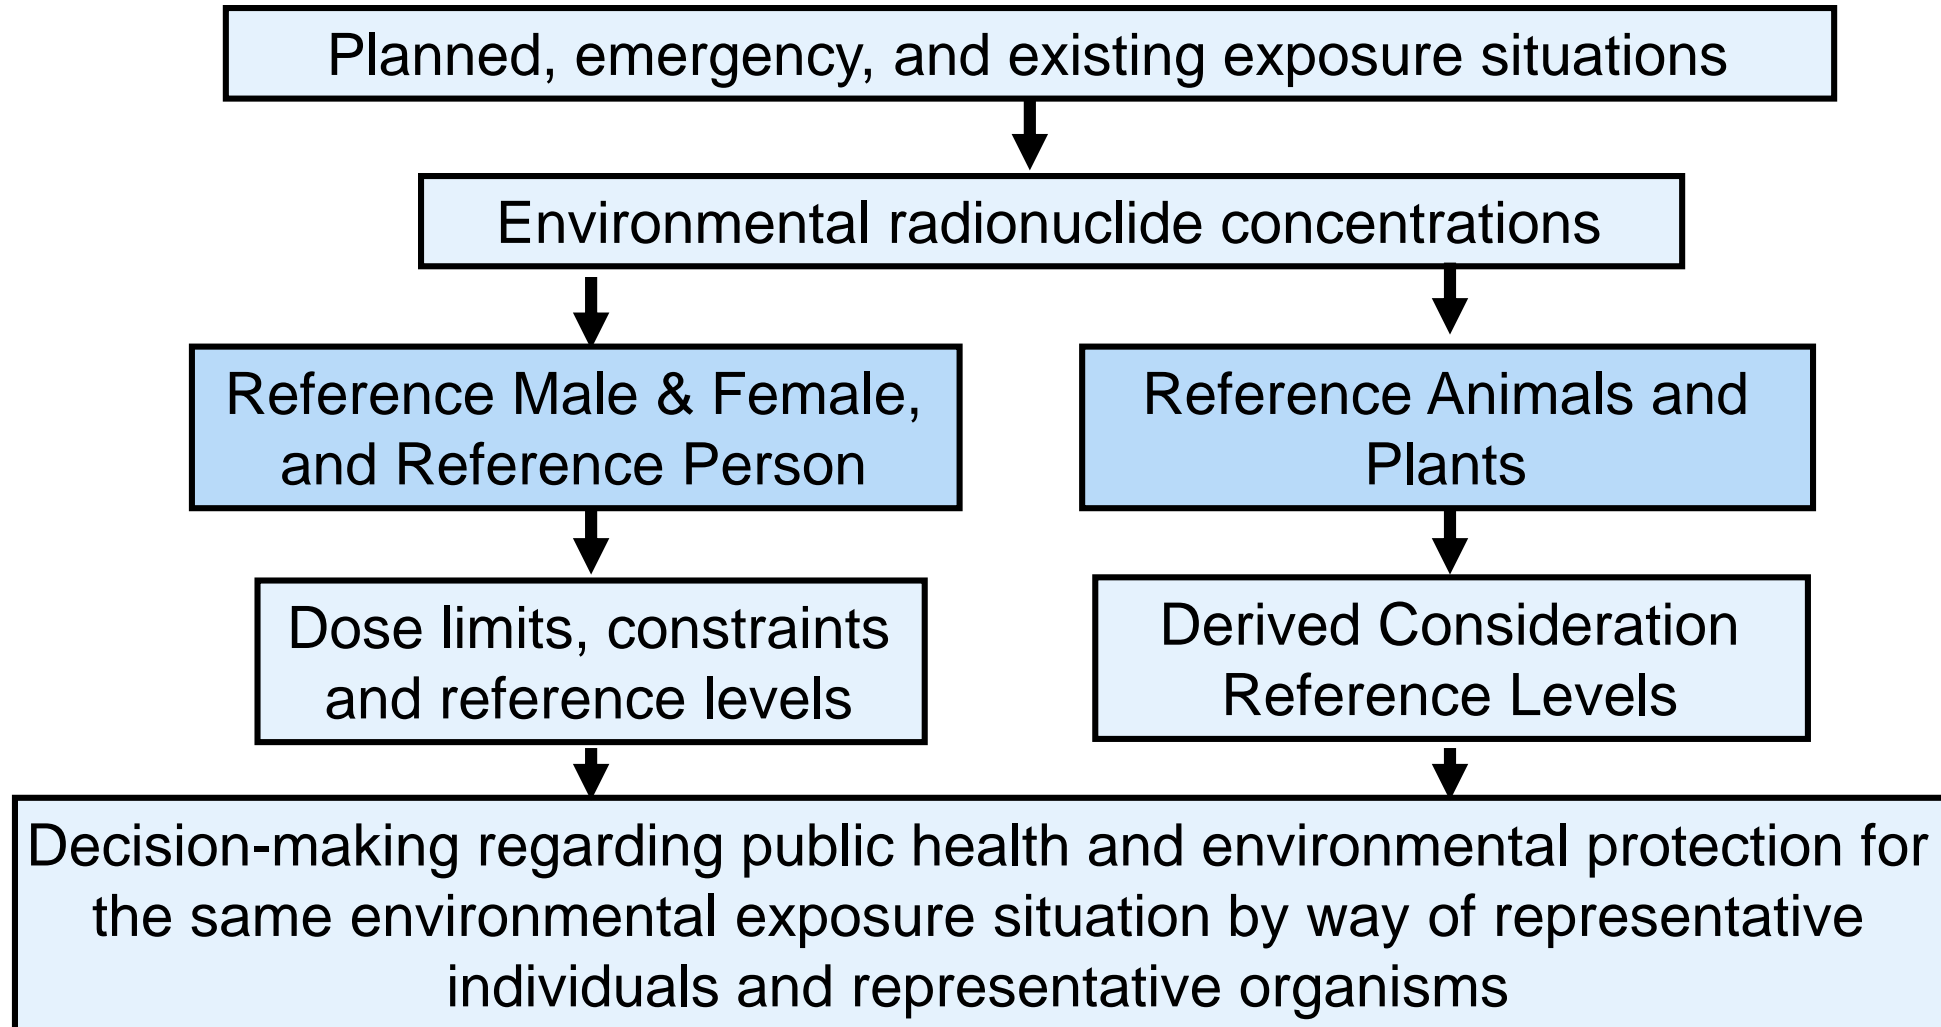 Planned, emergency, and existing exposure situations
Environmental radionuclide concentrations
Reference Male & Female,
and Reference Person
Reference Animals and
Plants
Dose limits, constraints
and reference levels
Derived Consideration
Reference Levels
Decision-making regarding public health and environmental protection for
the same environmental exposure situation by way of representative
individuals and representative organisms